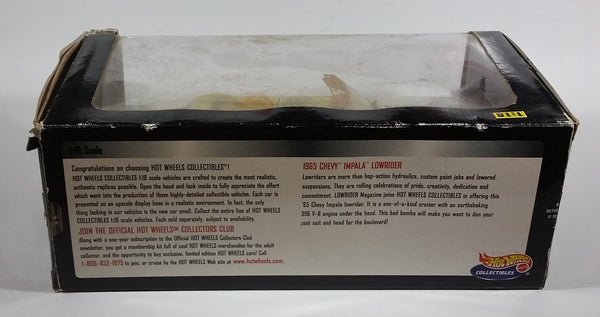 1:18 Scale
Congratulations on choosing HOT WHEELS COLLECTIBLES®!
HOT WHEELS COLLECTIBLES 1:18 scale vehicles are crafted to create the most realistic,
authentic replicas possible. Open the hood and look inside to fully appreciate the effort
which went into the production of these highly-detailed collectible vehicles. Each car is
presented on an upscale display base in a realistic environment. In fact, the only
thing lacking in our vehicles is the new car smell. Collect the entire line of HOT WHEELS
COLLECTIBLES 1:18 scale vehicles. Each sold separately, subject to availability.
JOIN THE OFFICIAL HOT WHEELS℠ COLLECTORS CLUB
Along with a one-year subscription to the Official HOT WHEELS Collectors Club
newsletter, you get a membership kit full of cool HOT WHEELS merchandise for the adult
collector, and the opportunity to buy exclusive, limited edition HOT WHEELS cars! Call
1-800-852-1075 to join, or cruise by the HOT WHEELS Web site at www.hotwheels.com.
1965 CHEVY™ IMPALA™ LOWRIDER
Lowriders are more than hop-action hydraulics, custom paint jobs and lowered
suspensions. They are rolling celebrations of pride, creativity, dedication and
commitment. LOWRIDER Magazine joins HOT WHEELS COLLECTIBLES in offering this
'65 Chevy Impala lowrider. It is a one-of-a-kind cruiser with an earthshaking
396 V-8 engine under the hood. This bad bomba will make you want to don your
zoot suit and head for the boulevard!
Hot Wheels
COLLECTIBLES